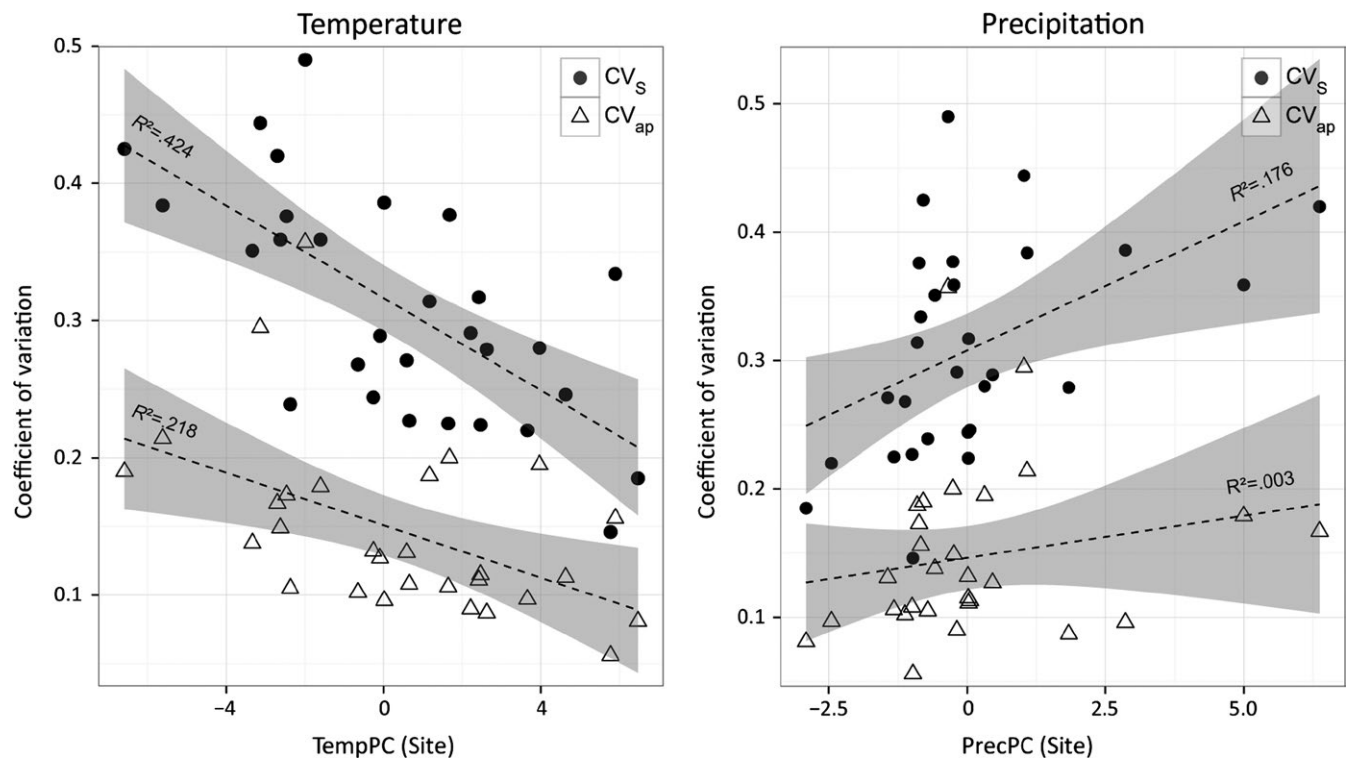 Temperature
Precipitation
0.5
0.4
0.3
0.2
0.1
Coefficient of variation
R²=.424
R²=.218
CVS
CVap
−4
0
4
TempPC (Site)
0.5
0.4
0.3
0.2
0.1
Coefficient of variation
CVS
CVap
R²=.176
R²=.003
−2.5
0
2.5
5.0
PrecPC (Site)